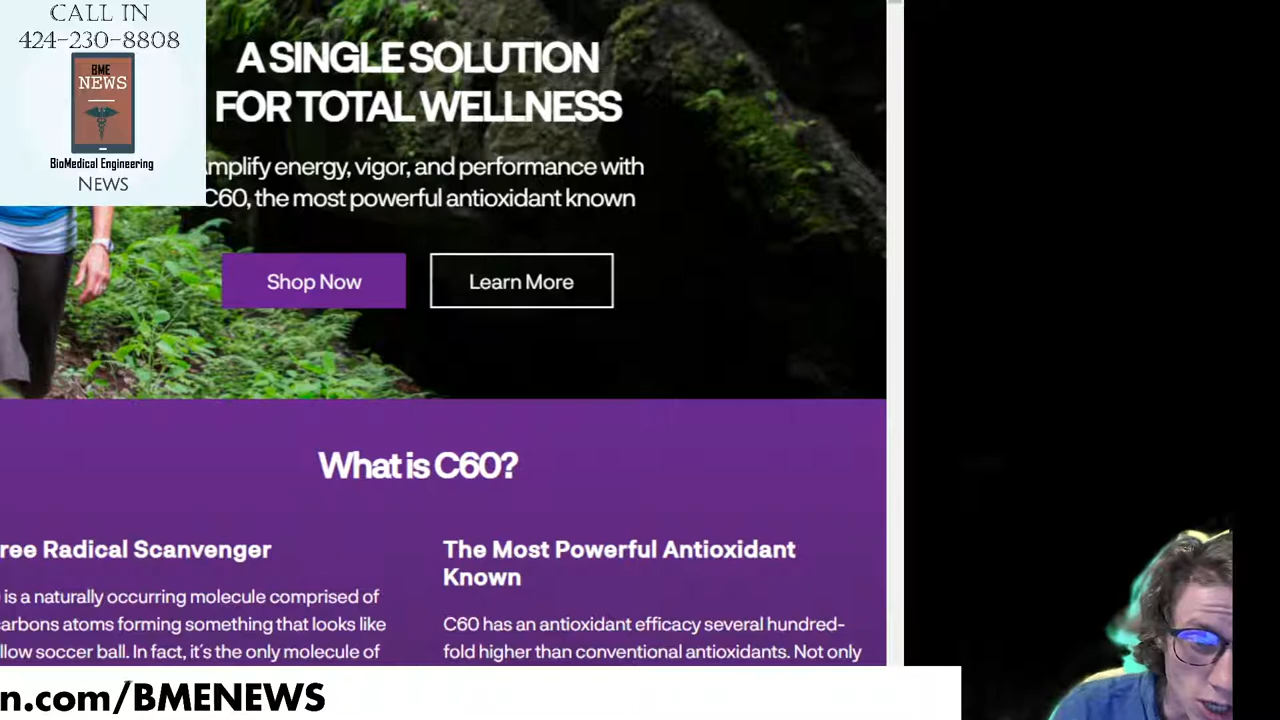 CALL IN
424-230-8808
BME
NEWS
BioMedical Engineering
NEWS
A SINGLE SOLUTION
FOR TOTAL WELLNESS
mplify energy, vigor, and performance with
C60, the most powerful antioxidant known
Shop Now
Learn More
What is C60?
ree Radical Scanvenger
is a naturally occurring molecule comprised of
arbons atoms forming something that looks like
llow soccer ball. In fact, it's the only molecule of
The Most Powerful Antioxidant
Known
C60 has an antioxidant efficacy several hundred-
fold higher than conventional antioxidants. Not only
n.com/BMENEWS